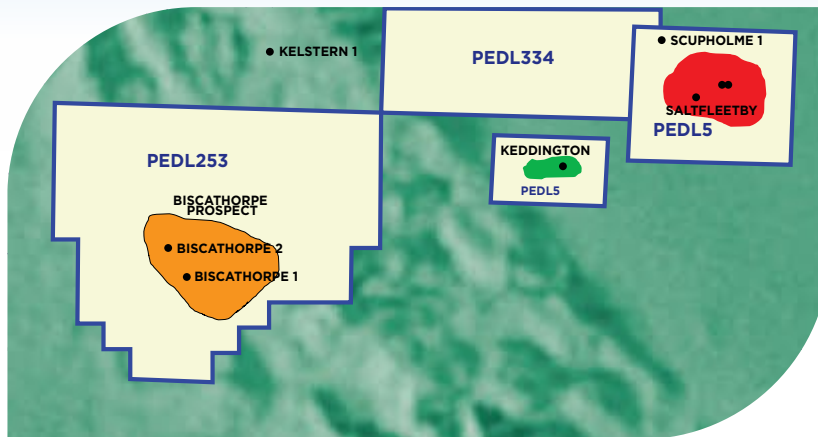 KELSTERN 1
PEDL334
SCUPHOLME 1
SALTFLEETBY
PEDL5
KEDDINGTON
PEDL5
PEDL253
BISCATHORPE
PROSPECT
BISCATHORPE 2
BISCATHORPE 1